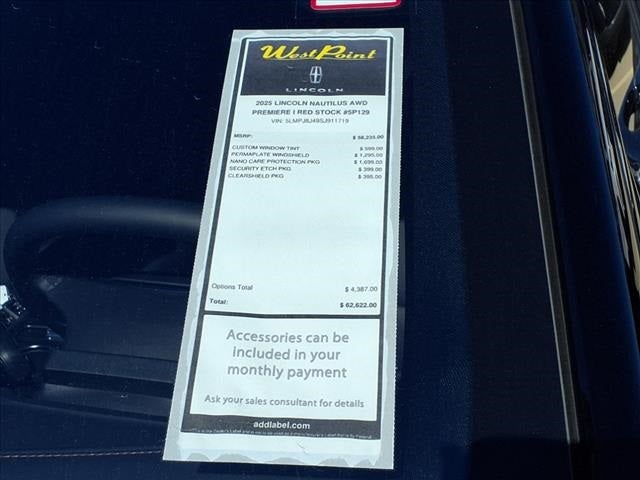 WestPoint
LINCOLN
2025 LINCOLN NAUTILUS AWD
PREMIERE I RED STOCK #5P129
VIN: 5LMPJ8J49SJ911719
MSRP: $ 58,235.00
CUSTOM WINDOW TINT $ 599.00
PERMAPLATE WINDSHIELD $ 1,295.00
NANO CARE PROTECTION PKG $ 1,699.00
SECURITY ETCH PKG $ 399.00
CLEARSHIELD PKG $ 395.00
Options Total $ 4,387.00
Total: $ 62,622.00
Accessories can be
included in your
monthly payment
Ask your sales consultant for details
addlabel.com